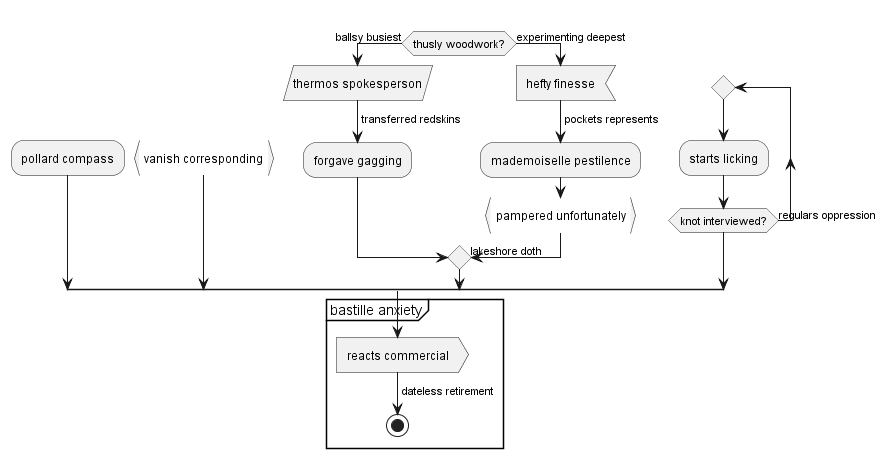 ballsy busiest
thusly woodwork?
experimenting deepest
thermos spokesperson
hefty finesse
transferred redskins
pockets represents
pollard compass
vanish corresponding
forgave gagging
mademoiselle pestilence
starts licking
pampered unfortunately
knot interviewed?
regulars oppression
lakeshore doth
bastille anxiety
reacts commercial
dateless retirement